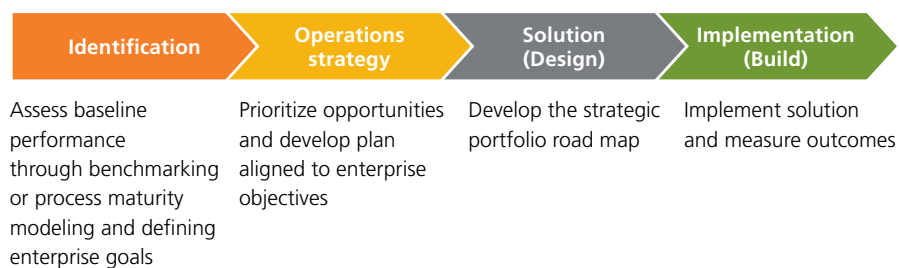 Identification
Operations
strategy
Solution
(Design)
Implementation
(Build)
Assess baseline
performance
through benchmarking
or process maturity
modeling and defining
enterprise goals
Prioritize opportunities
and develop plan
aligned to enterprise
objectives
Develop the strategic
portfolio road map
Implement solution
and measure outcomes